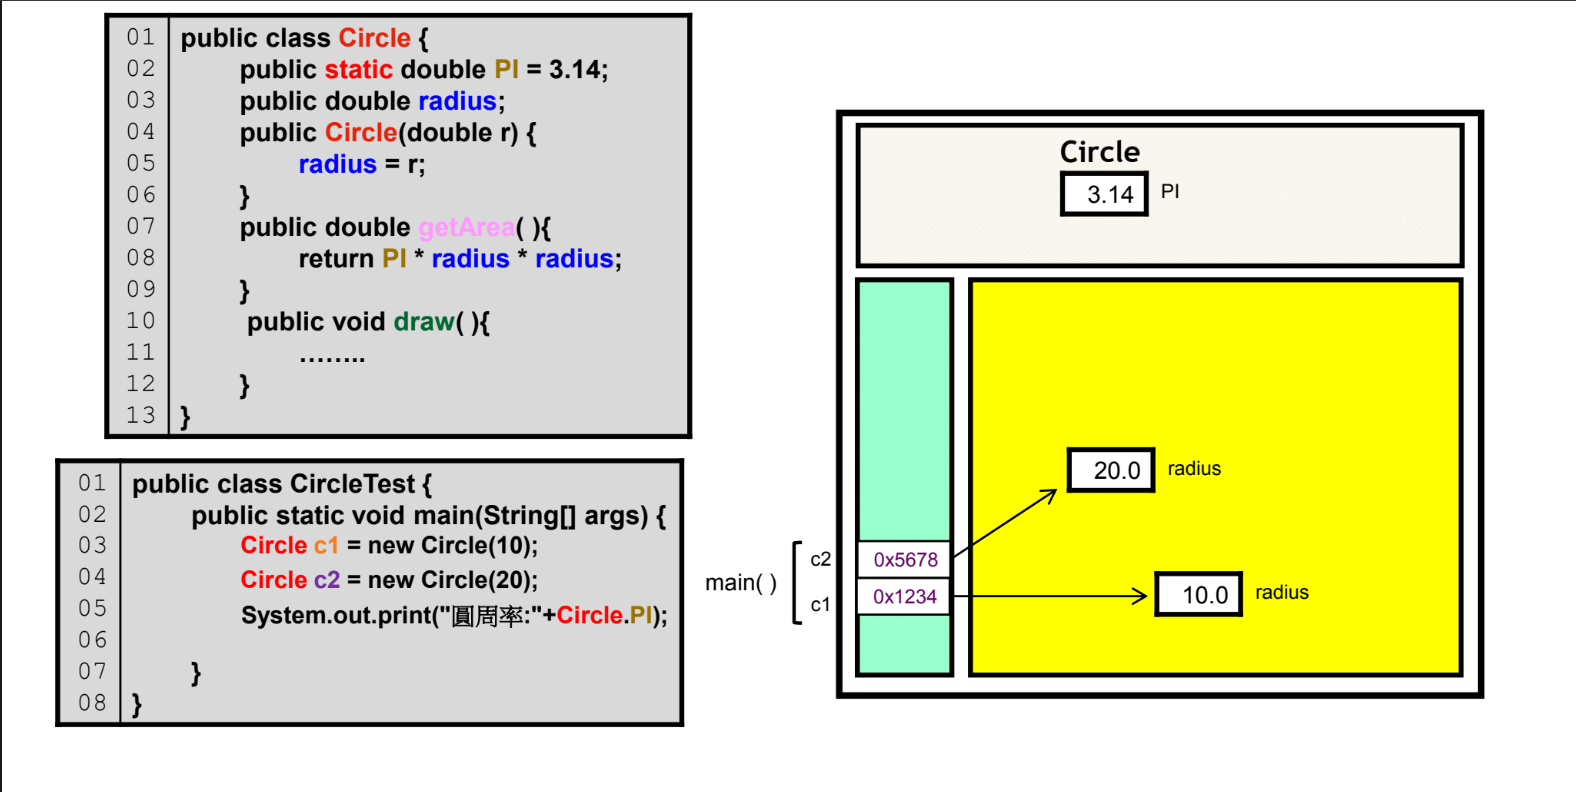 01 public class Circle {
02 public static double PI = 3.14;
03 public double radius;
04 public Circle(double r) {
05 radius = r;
06 }
07 public double getArea( ){
08 return PI * radius * radius;
09 }
10 public void draw( ){
11 ……..
12 }
13 }
01 public class CircleTest {
02 public static void main(String[] args) {
03 Circle c1 = new Circle(10);
04 Circle c2 = new Circle(20);
05 System.out.print("圓周率:"+Circle.PI);
06
07 }
08 }
Circle
3.14 PI
20.0 radius
main( )
c2 0x5678
c1 0x1234
10.0 radius